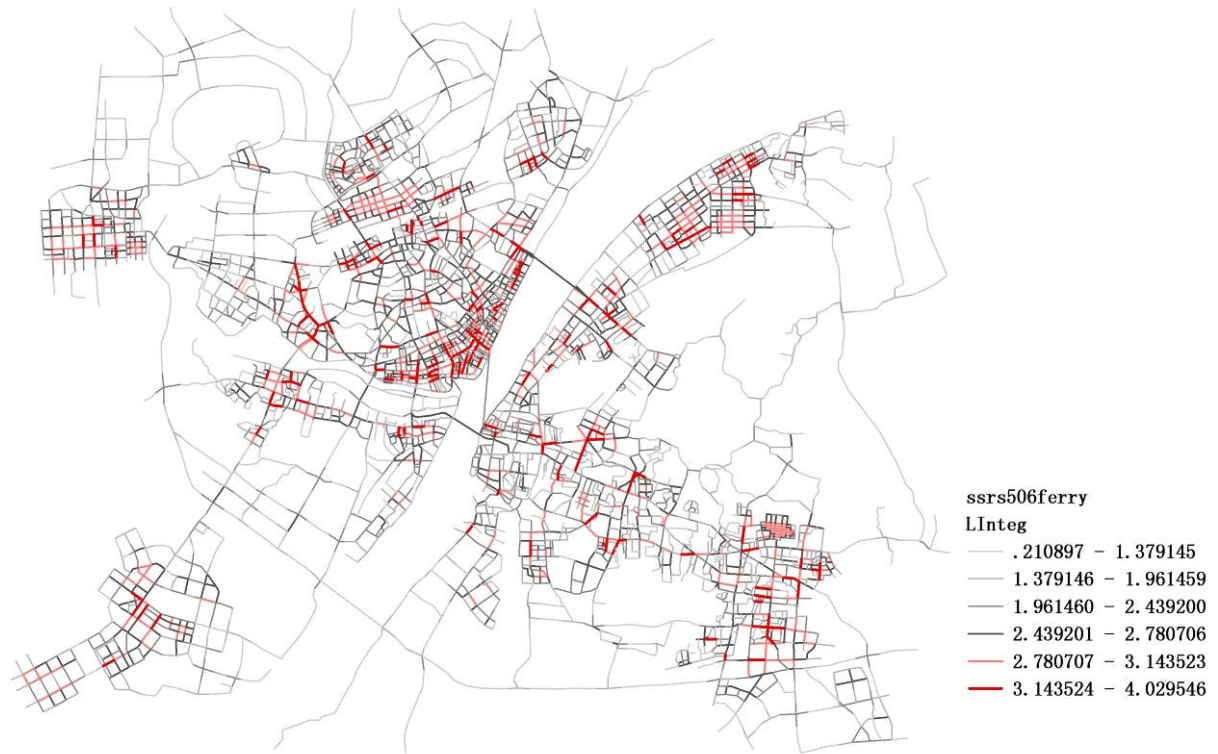 ssrs506ferry
LInteg
.210897 - 1.379145
1.379146 - 1.961459
1.961460 - 2.439200
2.439201 - 2.780706
2.780707 - 3.143523
3.143524 - 4.029546